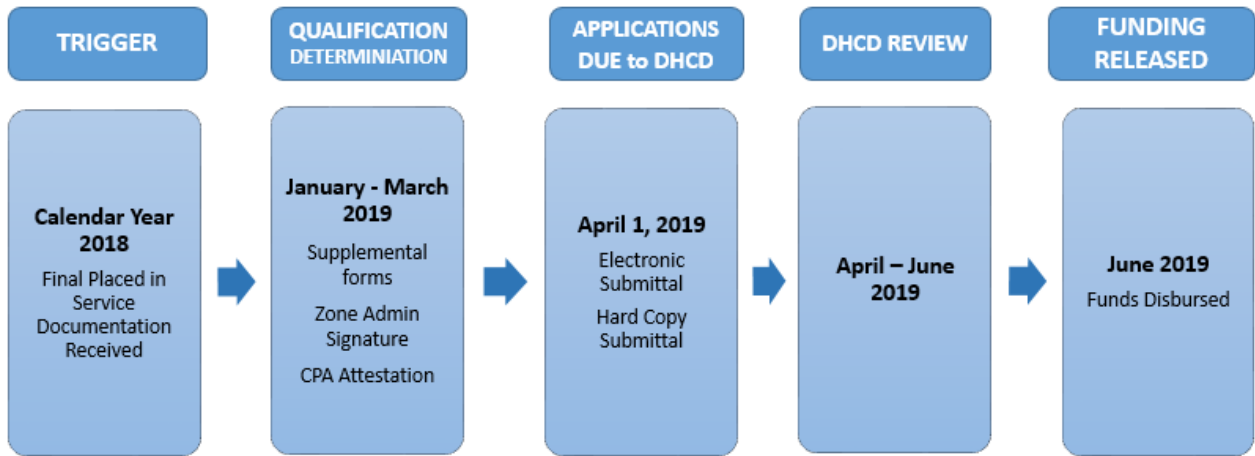 TRIGGER
QUALIFICATION
DETERMINIATION
APPLICATIONS
DUE to DHCD
DHCD REVIEW
FUNDING
RELEASED
Calendar Year
2018
Final Placed in
Service
Documentation
Received
January - March
2019
Supplemental
forms
Zone Admin
Signature
CPA Attestation
April 1, 2019
Electronic
Submittal
Hard Copy
Submittal
April – June
2019
June 2019
Funds Disbursed